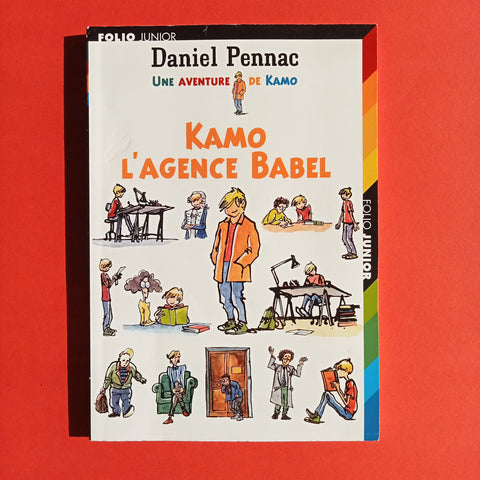 FOLIO JUNIOR
Daniel Pennac
UNE AVENTURE DE KAMO
KAMO
L'AGENCE BABEL
FOLIO JUNIOR